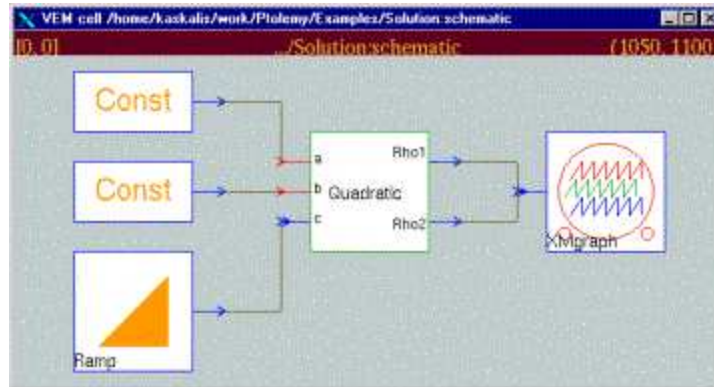 VEM cell /home/kaskalis/work/Ptolemy/Examples/Solution:schematic
[0, 0] .../Solution:schematic (1050, 1100
Const
Const
a
b
c
Quadratic
Rho1
Rho2
XMgraph
Ramp